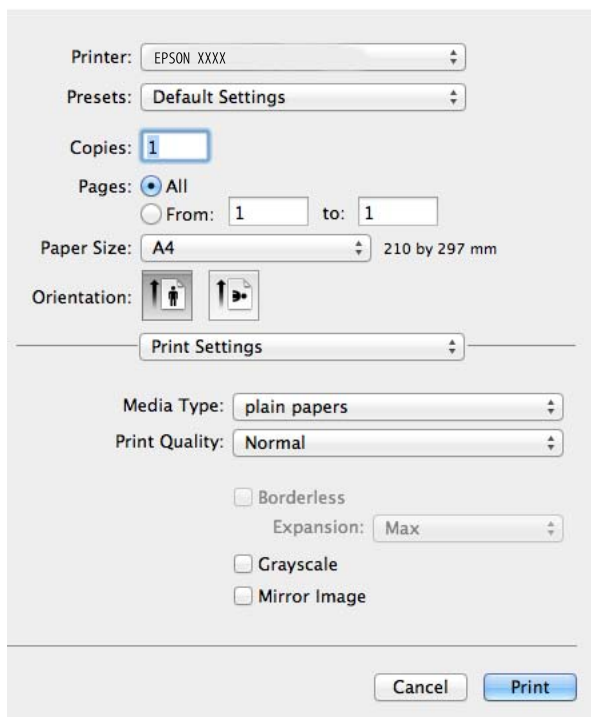 Printer: EPSON XXXX
Presets: Default Settings
Copies: 1
Pages: All
From: 1 to: 1
Paper Size: A4 210 by 297 mm
Orientation:
Print Settings
Media Type: plain papers
Print Quality: Normal
Borderless
Expansion: Max
Grayscale
Mirror Image
Cancel Print